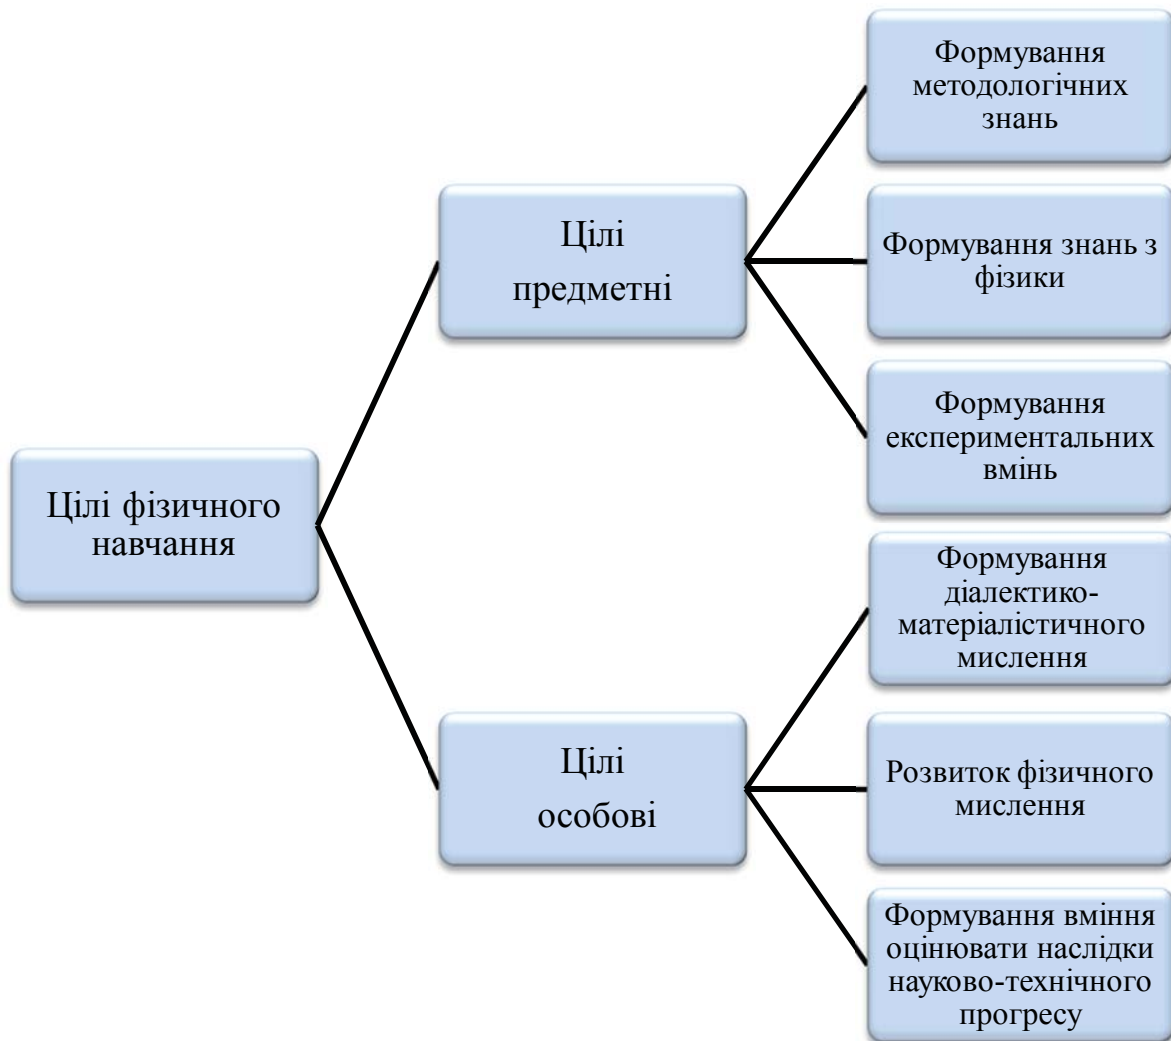 Цілі фізичного
навчання
Цілі
предметні
Формування
методологічних
знань
Формування знань з
фізики
Формування
експериментальних
вмінь
Цілі
особові
Формування
діалектико-
матеріалістичного
мислення
Розвиток фізичного
мислення
Формування вміння
оцінювати наслідки
науково-технічного
прогресу